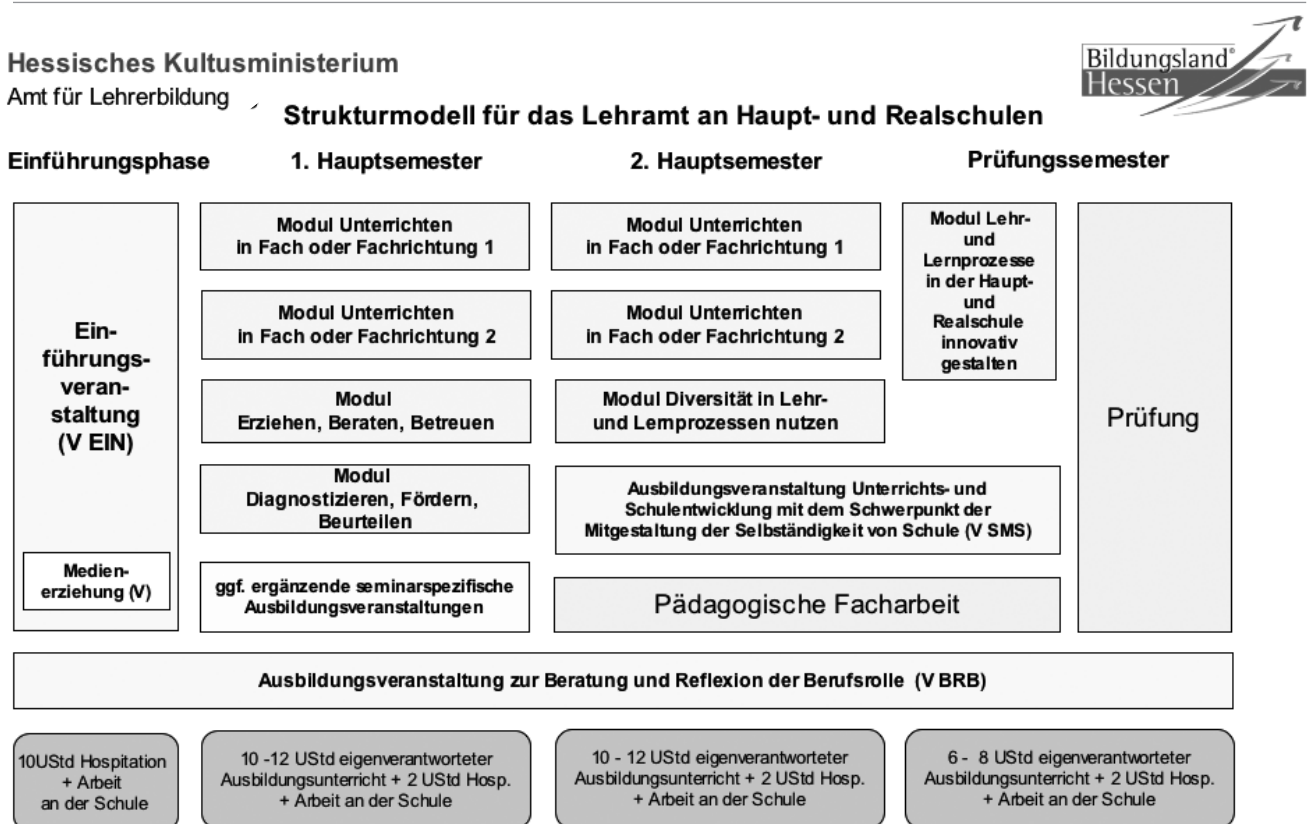 Hessisches Kultusministerium
Amt für Lehrerbildung
Bildungsland°
Hessen
Strukturmodell für das Lehramt an Haupt- und Realschulen
Einführungsphase
1. Hauptsemester
2. Hauptsemester
Prüfungssemester
Ein-
führungs-
veran-
staltung
(V EIN)
Medien-
erziehung (V)
Modul Unterrichten
in Fach oder Fachrichtung 1
Modul Unterrichten
in Fach oder Fachrichtung 2
Modul
Erziehen, Beraten, Betreuen
Modul
Diagnostizieren, Fördern,
Beurteilen
ggf. ergänzende seminarspezifische
Ausbildungsveranstaltungen
Modul Unterrichten
in Fach oder Fachrichtung 1
Modul Unterrichten
in Fach oder Fachrichtung 2
Modul Diversität in Lehr-
und Lernprozessen nutzen
Ausbildungsveranstaltung Unterrichts- und
Schulentwicklung mit dem Schwerpunkt der
Mitgestaltung der Selbständigkeit von Schule (V SMS)
Pädagogische Facharbeit
Modul Lehr-
und
Lernprozesse
in der Haupt-
und
Realschule
innovativ
gestalten
Prüfung
Ausbildungsveranstaltung zur Beratung und Reflexion der Berufsrolle (V BRB)
10UStd Hospitation
+ Arbeit
an der Schule
10 -12 UStd eigenverantworteter
Ausbildungsunterricht + 2 UStd Hosp.
+ Arbeit an der Schule
10 - 12 UStd eigenverantworteter
Ausbildungsunterricht + 2 UStd Hosp.
+ Arbeit an der Schule
6 - 8 UStd eigenverantworteter
Ausbildungsunterricht + 2 UStd Hosp.
+ Arbeit an der Schule